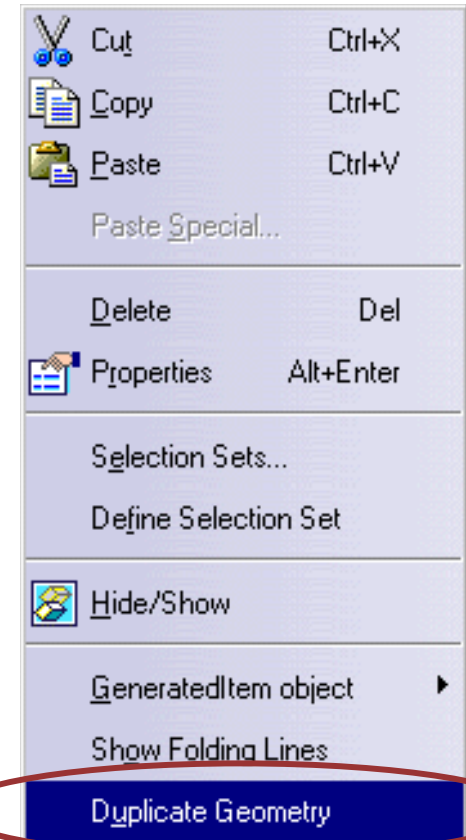 Cut Ctrl+X
Copy Ctrl+C
Paste Ctrl+V
Paste Special...
Delete Del
Properties Alt+Enter
Selection Sets...
Define Selection Set
Hide/Show
GeneratedItem object
Show Folding Lines
Duplicate Geometry